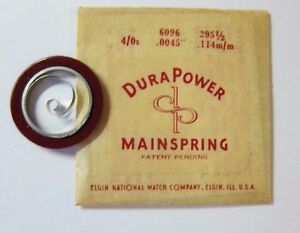 6096 295½
4/0s .0045" .114m/m
DURAPOWER
dp
MAINSPRING
PATENT PENDING
ELGIN NATIONAL WATCH COMPANY, ELGIN, ILL. U.S.A.